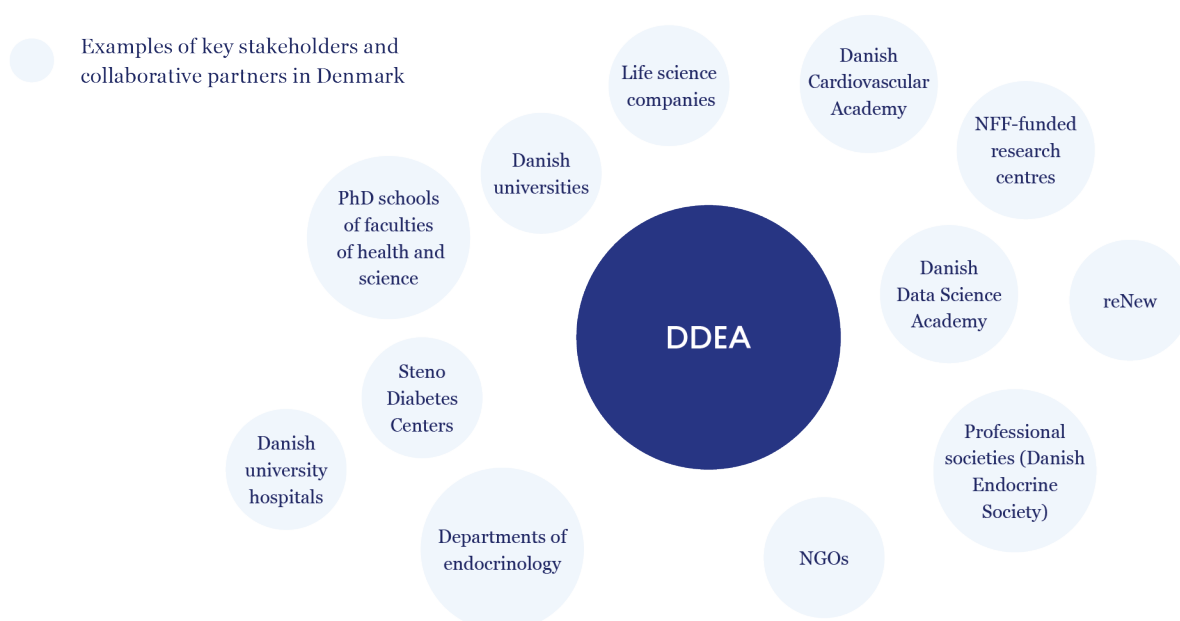 Examples of key stakeholders and
collaborative partners in Denmark
Life science
companies
Danish
Cardiovascular
Academy
NFF-funded
research
centres
Danish
universities
PhD schools
of faculties
of health and
science
Danish
Data Science
Academy
reNew
DDEA
Steno
Diabetes
Centers
Danish
university
hospitals
Professional
societies (Danish
Endocrine
Society)
Departments of
endocrinology
NGOs